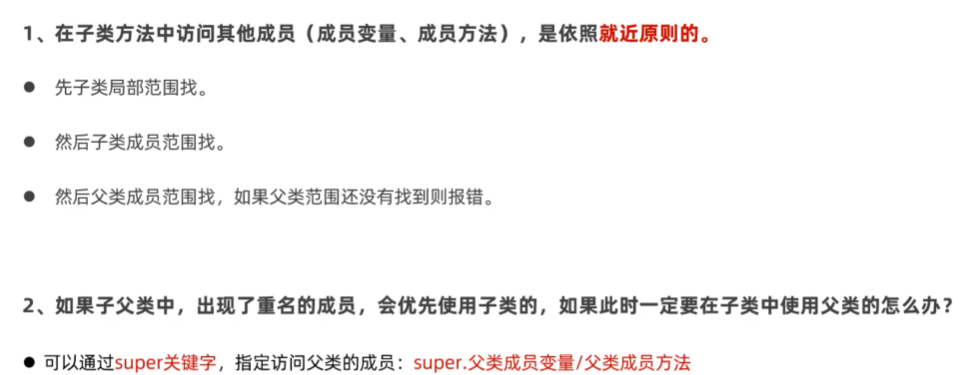 1、在子类方法中访问其他成员（成员变量、成员方法），是依照就近原则的。
● 先子类局部范围找。
● 然后子类成员范围找。
● 然后父类成员范围找，如果父类范围还没有找到则报错。
2、如果子父类中，出现了重名的成员，会优先使用子类的，如果此时一定要在子类中使用父类的怎么办？
● 可以通过super关键字，指定访问父类的成员：super.父类成员变量/父类成员方法